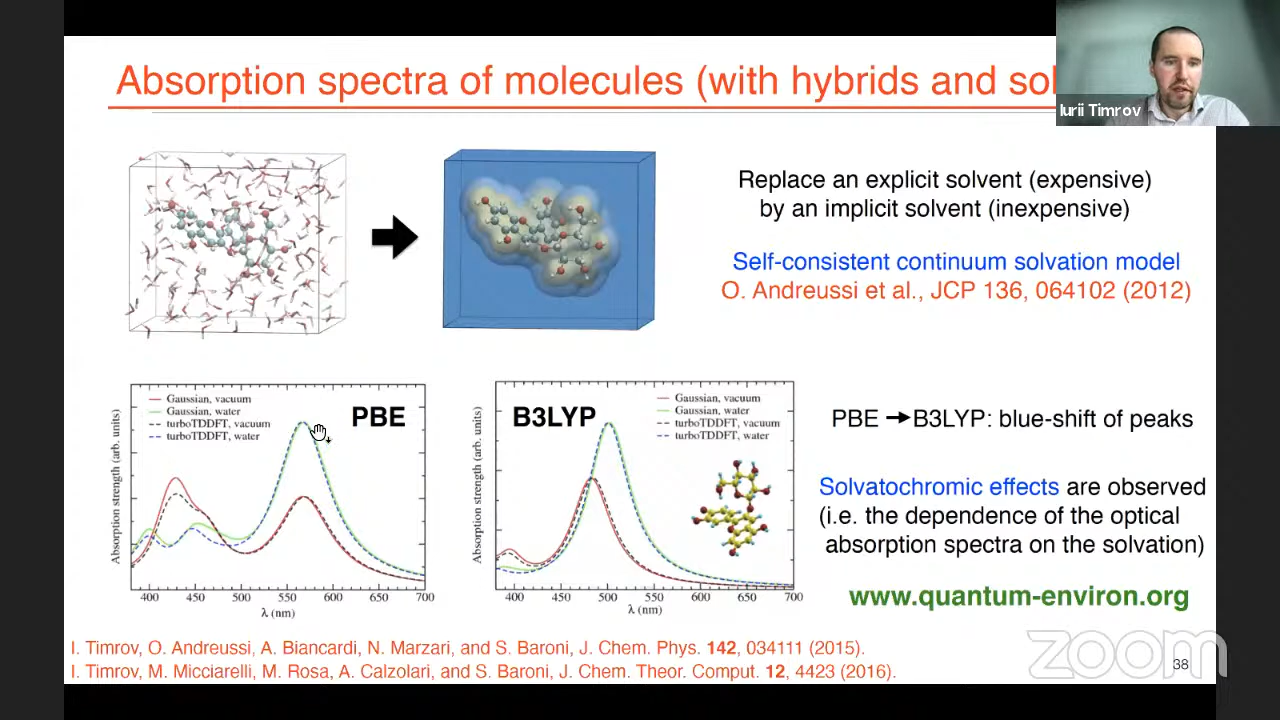 Absorption spectra of molecules (with hybrids and sol
Iurii Timrov
Replace an explicit solvent (expensive)
by an implicit solvent (inexpensive)
Self-consistent continuum solvation model
O. Andreussi et al., JCP 136, 064102 (2012)
Gaussian, vacuum
Gaussian, water
turboTDDFT, vacuum
turboTDDFT, water
PBE
Absorption strength (arb. units)
400 450 500 550 600 650 700
λ (nm)
B3LYP
Gaussian, vacuum
Gaussian, water
turboTDDFT, vacuum
turboTDDFT, water
Absorption strength (arb. units)
400 450 500 550 600 650 700
λ (nm)
PBE → B3LYP: blue-shift of peaks
Solvatochromic effects are observed
(i.e. the dependence of the optical
absorption spectra on the solvation)
www.quantum-environ.org
I. Timrov, O. Andreussi, A. Biancardi, N. Marzari, and S. Baroni, J. Chem. Phys. 142, 034111 (2015).
I. Timrov, M. Micciarelli, M. Rosa, A. Calzolari, and S. Baroni, J. Chem. Theor. Comput. 12, 4423 (2016).
zoom
38